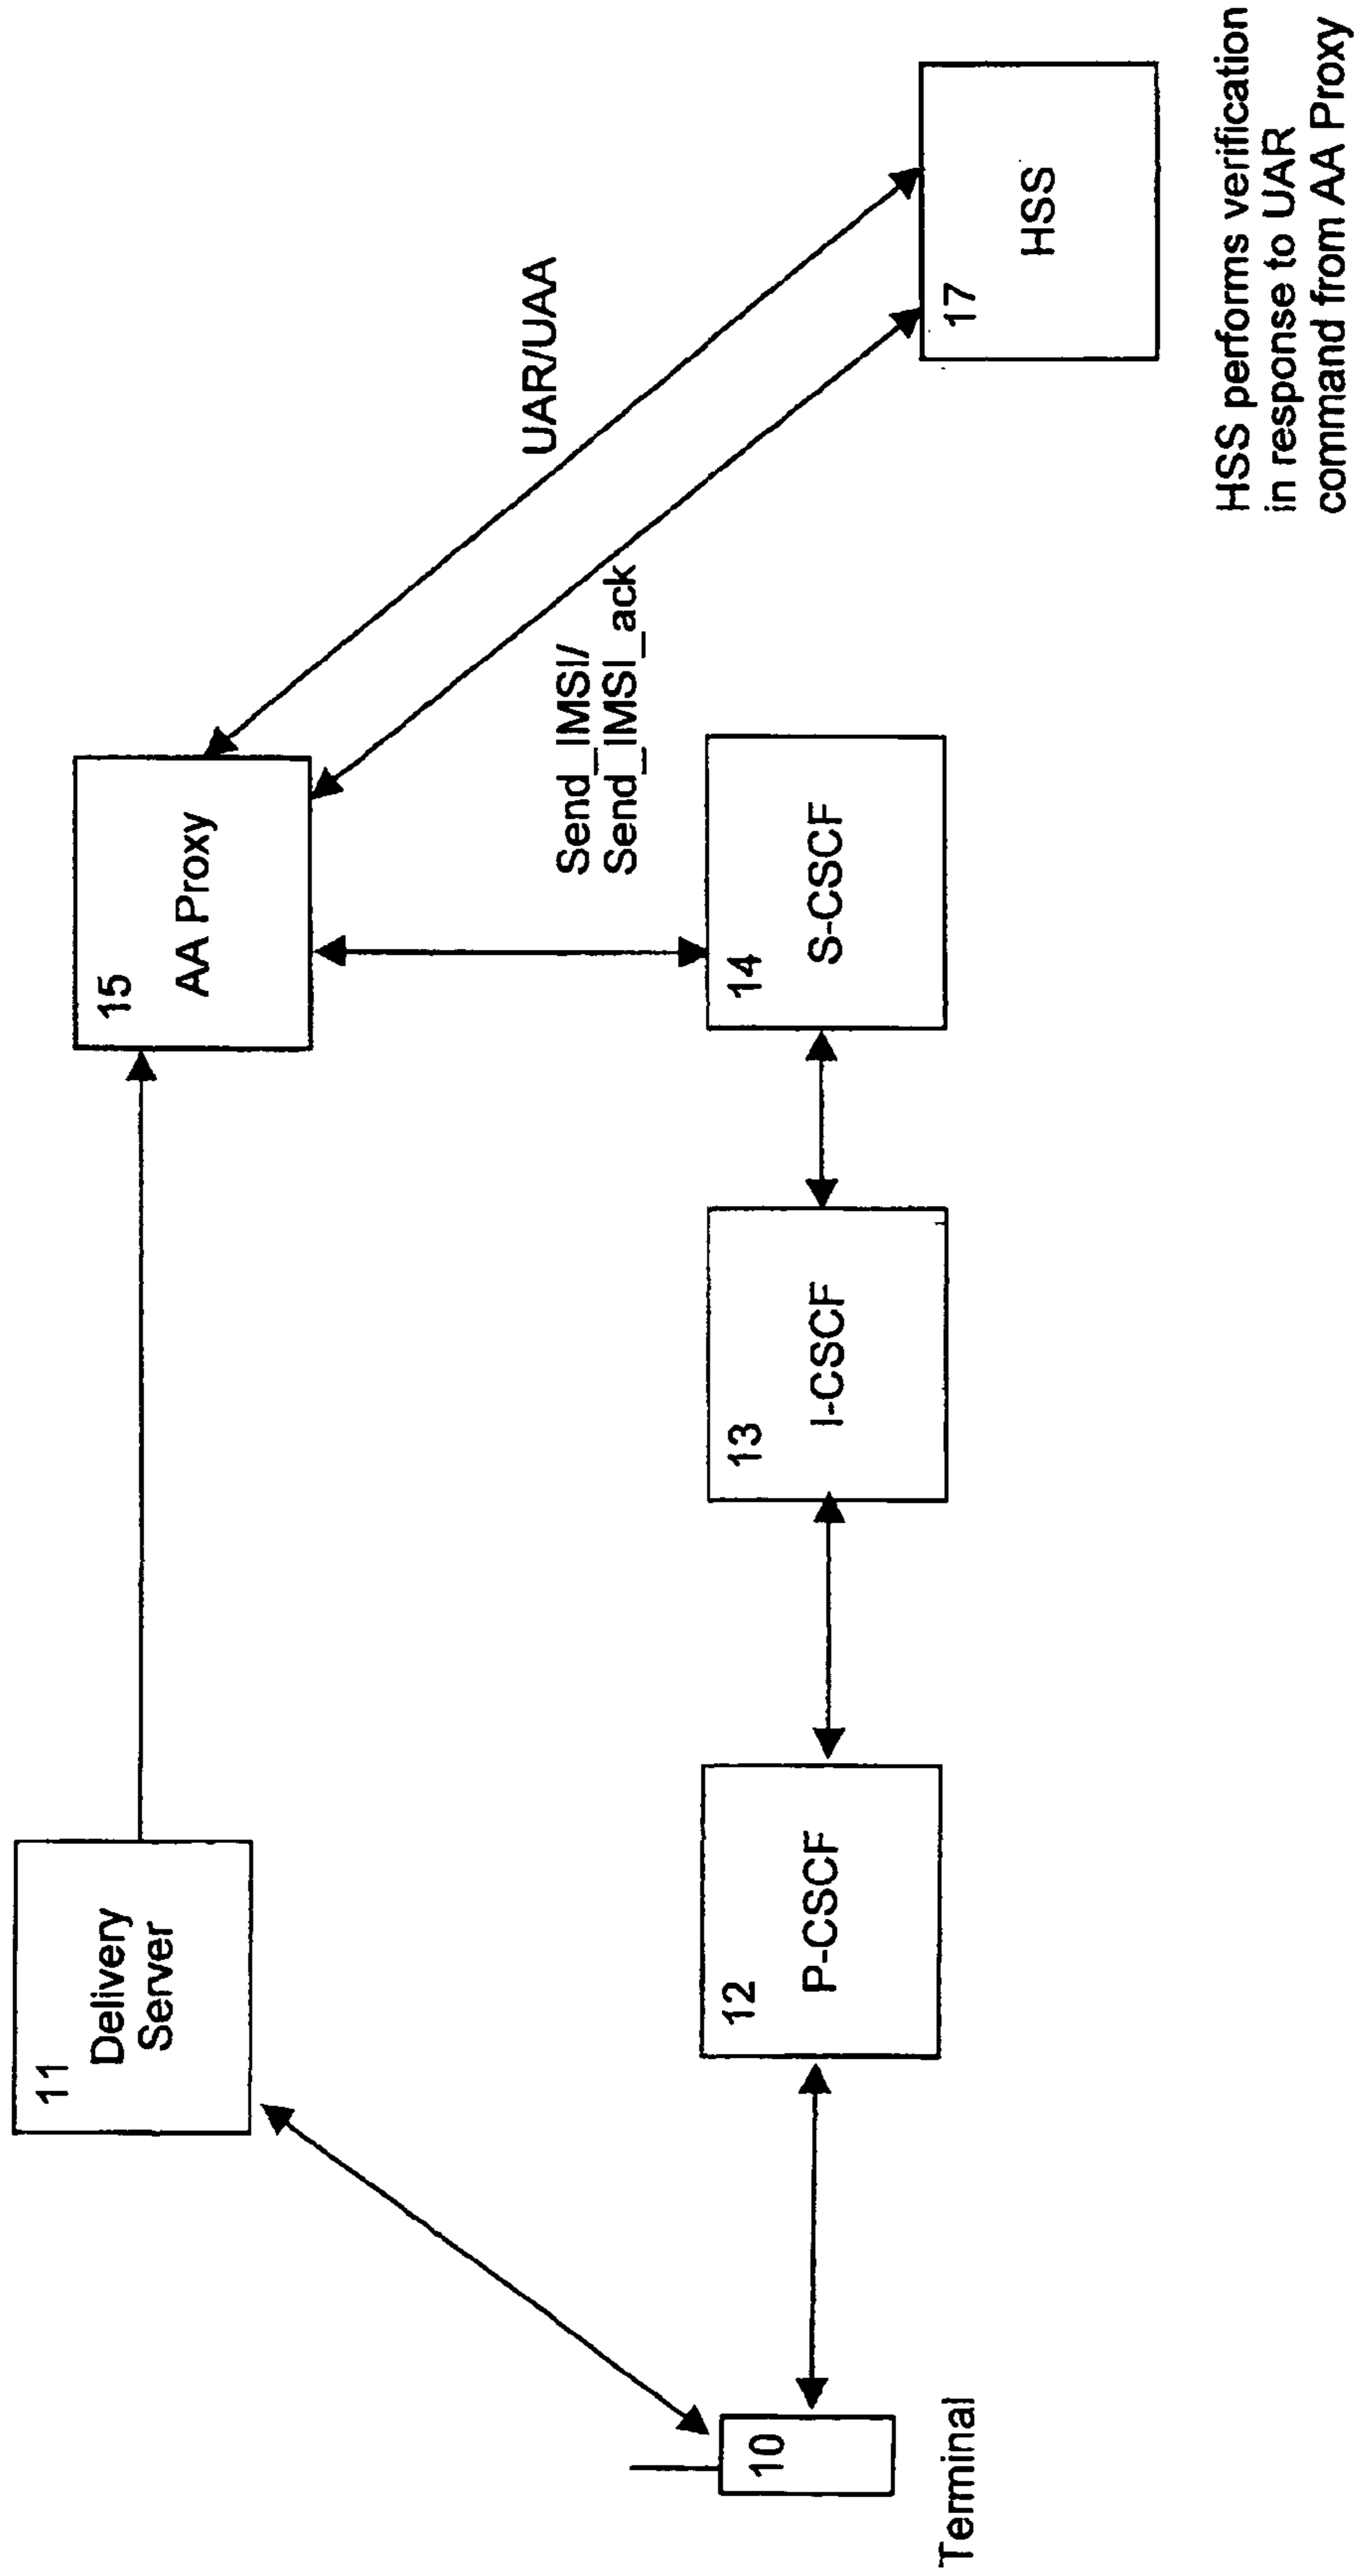 11
Delivery
Server
15
AA Proxy
UAR/UAA
Send_IMSI/
Send_IMSI_ack
10
Terminal
12
P-CSCF
13
I-CSCF
14
S-CSCF
17
HSS
HSS performs verification
in response to UAR
command from AA Proxy